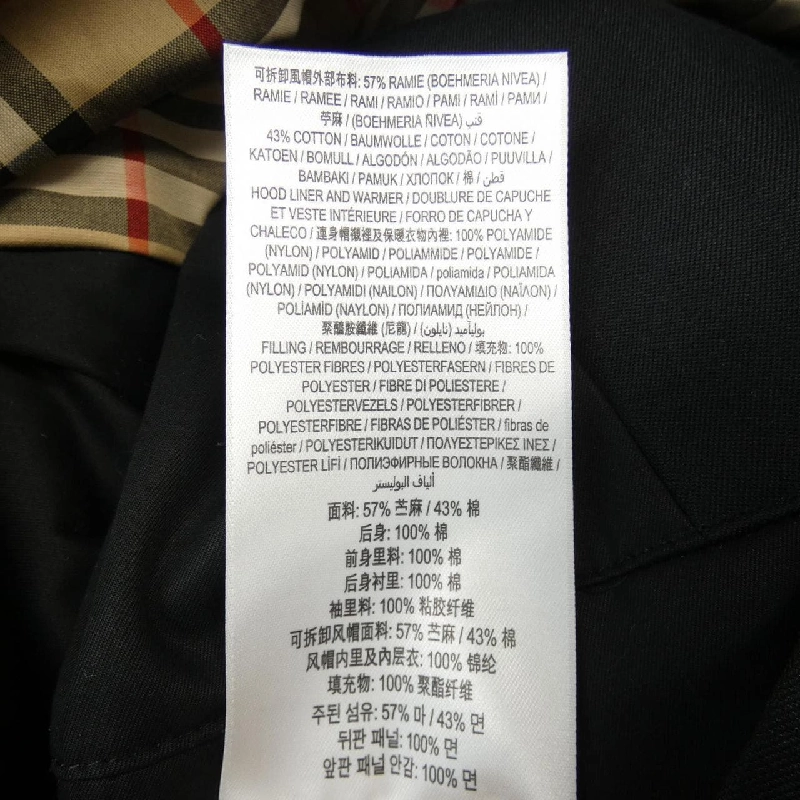 可拆卸風帽外部布料: 57% RAMIE (BOEHMERIA NIVEA) /
RAMIE / RAMEE / RAMI / RAMIO / PAMI / RAMÍ / РАМИ /
苧麻 / (BOEHMERIA NIVEA) قنب
43% COTTON / BAUMWOLLE / COTON / COTONE /
KATOEN / BOMULL / ALGODÓN / ALGODÃO / PUUVILLA /
BAMBAKI / PAMUK / ХЛОПОК / 棉 / قطن
HOOD LINER AND WARMER / DOUBLURE DE CAPUCHE
ET VESTE INTÉRIEURE / FORRO DE CAPUCHA Y
CHALECO / 連身帽襯裡及保暖衣物內裡: 100% POLYAMIDE
(NYLON) / POLYAMID / POLIAMMIDE / POLYAMIDE /
POLYAMID (NYLON) / POLIAMIDA / poliamida / POLIAMIDA
(NYLON) / POLYAMIDI (NAILON) / ΠΟΛΥΑΜΙΔΙΟ (ΝΑΪΛΟΝ) /
POLİAMİD (NAYLON) / ПОЛИАМИД (НЕЙЛОН) /
聚醯胺纖維 (尼龍) / بولياميد (نايلون)
FILLING / REMBOURRAGE / RELLENO / 填充物: 100%
POLYESTER FIBRES / POLYESTERFASERN / FIBRES DE
POLYESTER / FIBRE DI POLIESTERE /
POLYESTERVEZELS / POLYESTERFIBRER /
POLYESTERFIBRE / FIBRAS DE POLIÉSTER / fibras de
poliéster / POLYESTERIKUIDUT / ΠΟΛΥΕΣΤΕΡΙΚΕΣ ΙΝΕΣ /
POLYESTER LİFİ / ПОЛИЭФИРНЫЕ ВОЛОКНА / 聚酯纖維 /
ألياف البوليستر
面料: 57% 苎麻 / 43% 棉
后身: 100% 棉
前身里料: 100% 棉
后身衬里: 100% 棉
袖里料: 100% 粘胶纤维
可拆卸风帽面料: 57% 苎麻 / 43% 棉
风帽内里及内层衣: 100% 锦纶
填充物: 100% 聚酯纤维
주된 섬유: 57% 마 / 43% 면
뒤판 패널: 100% 면
앞판 패널 안감: 100% 면